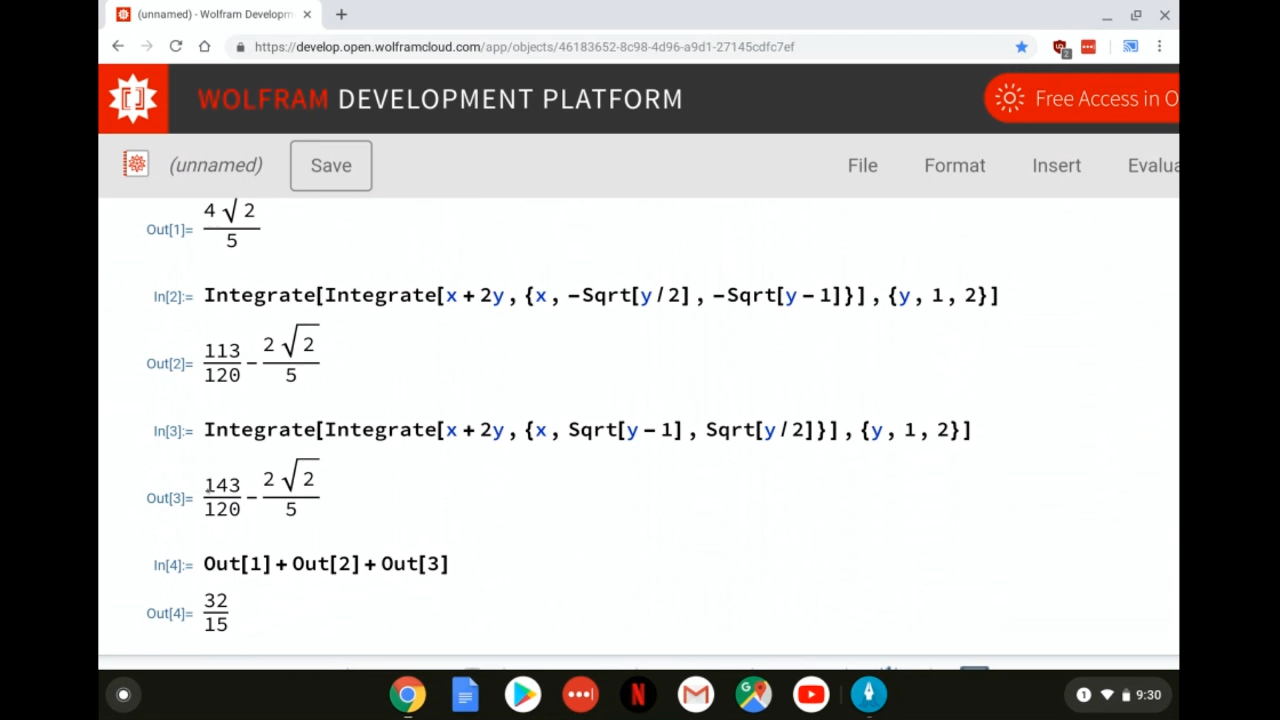 (unnamed) - Wolfram Developm
https://develop.open.wolframcloud.com/app/objects/46183652-8c98-4d96-a9d1-27145cdfc7ef
2
WOLFRAM DEVELOPMENT PLATFORM
Free Access in O
(unnamed)
Save
File
Format
Insert
Evalua
Out[1]= 4√2/5
In[2]:= Integrate[Integrate[x + 2y, {x, -Sqrt[y/2], -Sqrt[y-1]}], {y, 1, 2}]
Out[2]= 113/120 - 2√2/5
In[3]:= Integrate[Integrate[x + 2y, {x, Sqrt[y-1], Sqrt[y/2]}], {y, 1, 2}]
Out[3]= 143/120 - 2√2/5
In[4]:= Out[1] + Out[2] + Out[3]
Out[4]= 32/15
N
G
1
9:30